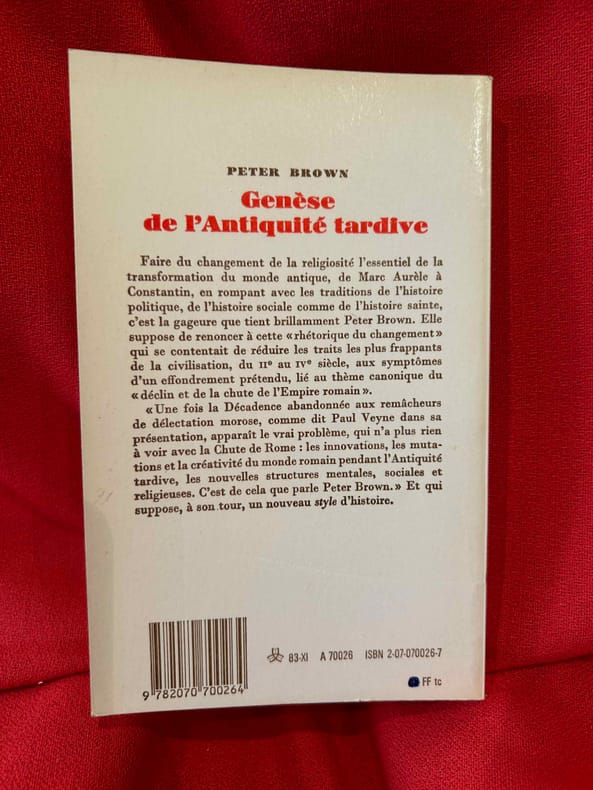 PETER BROWN
Genèse
de l'Antiquité tardive
Faire du changement de la religiosité l'essentiel de la
transformation du monde antique, de Marc Aurèle à
Constantin, en rompant avec les traditions de l'histoire
politique, de l'histoire sociale comme de l'histoire sainte,
c'est la gageure que tient brillamment Peter Brown. Elle
suppose de renoncer à cette « rhétorique du changement »
qui se contentait de réduire les traits les plus frappants
de la civilisation, du IIe au IVe siècle, aux symptômes
d'un effondrement prétendu, lié au thème canonique du
« déclin et de la chute de l'Empire romain ».
« Une fois la Décadence abandonnée aux remâcheurs
de délectation morose, comme dit Paul Veyne dans sa
présentation, apparaît le vrai problème, qui n'a plus rien
à voir avec la Chute de Rome : les innovations, les muta-
tions et la créativité du monde romain pendant l'Antiquité
tardive, les nouvelles structures mentales, sociales et
religieuses. C'est de cela que parle Peter Brown. » Et qui
suppose, à son tour, un nouveau style d'histoire.
83-XI A 70026 ISBN 2-07-070026-7
9 782070 700264
FF tc